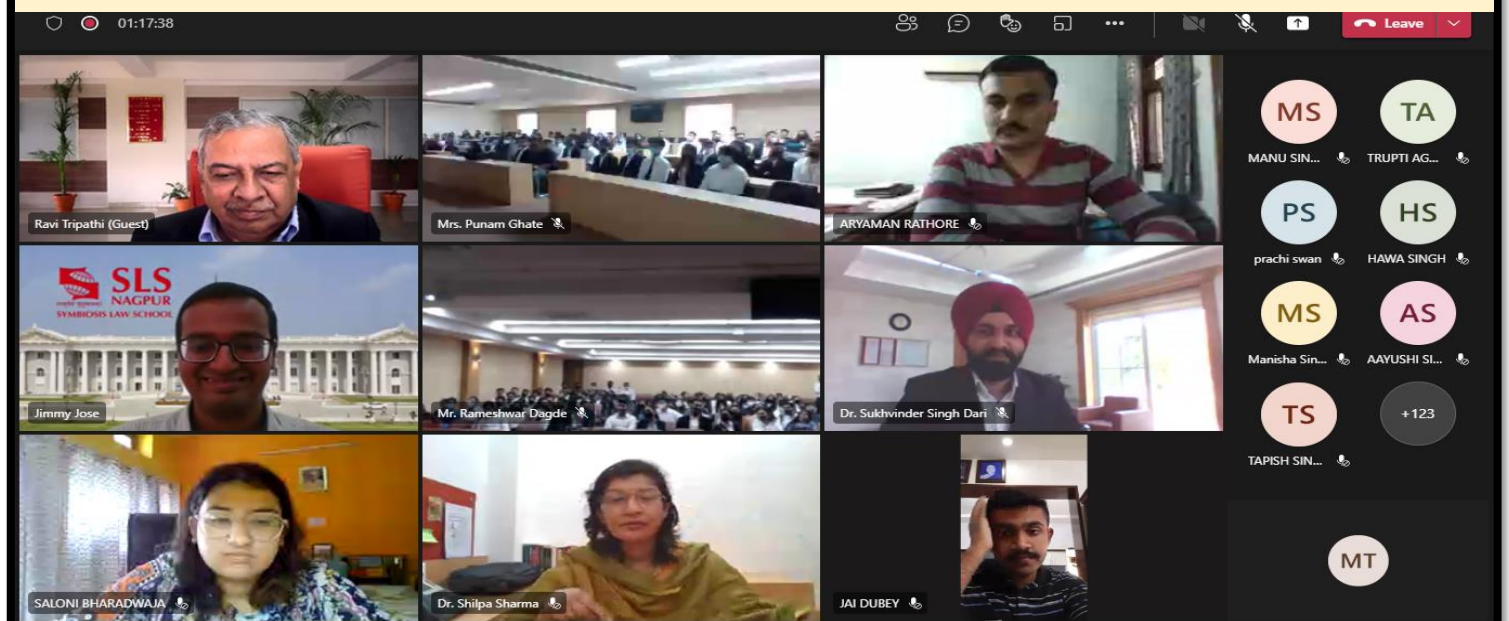 01:17:38
Leave
MS
TA
MANU SIN...
TRUPTI AG...
Ravi Tripathi (Guest)
Mrs. Punam Ghate
ARYAMAN RATHORE
PS
HS
prachi swan
HAWA SINGH
SLS
NAGPUR
SYMBIOSIS LAW SCHOOL
MS
AS
Manisha Sin...
AAYUSHI SI...
Jimmy Jose
Mr. Rameshwar Dagde
Dr. Sukhvinder Singh Dari
TS
+123
TAPISH SIN...
MT
SALONI BHARADWAJA
Dr. Shilpa Sharma
JAI DUBEY